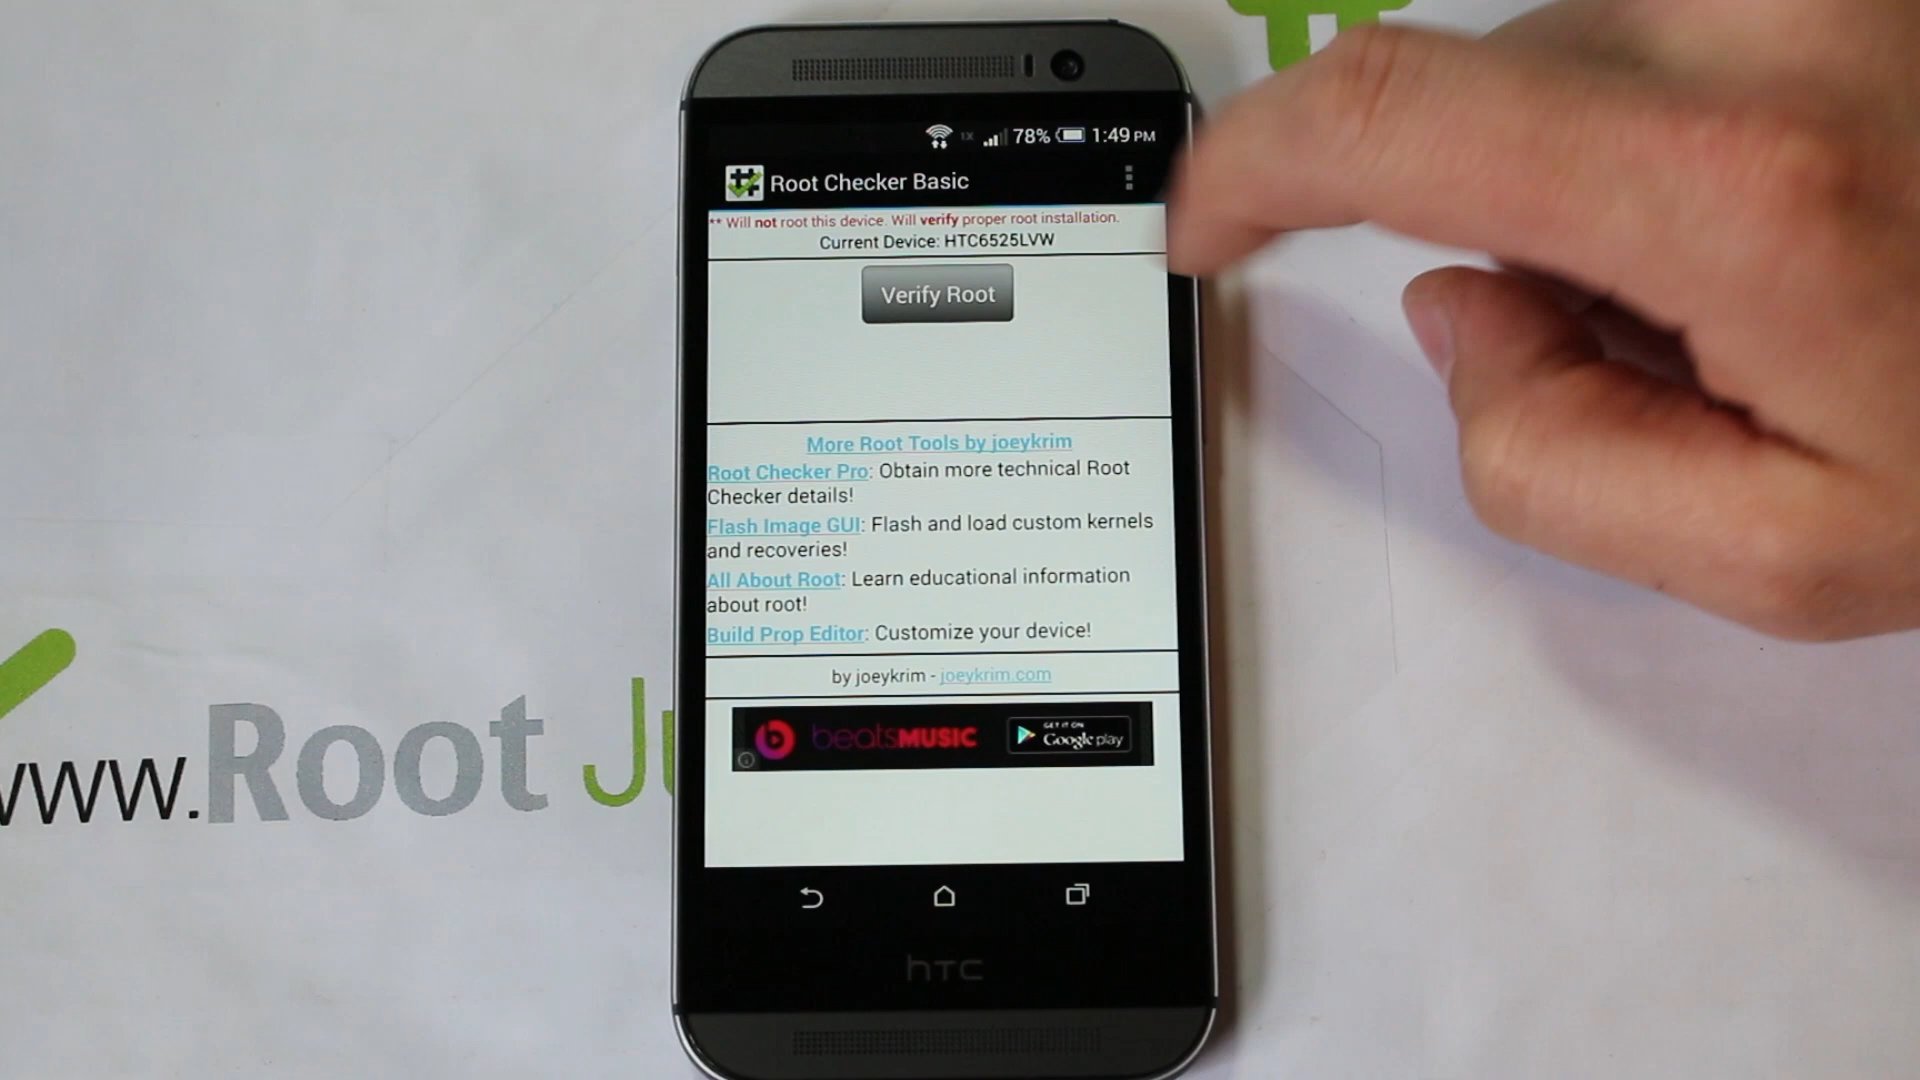 1X 78% 1:49 PM
Root Checker Basic
** Will not root this device. Will verify proper root installation.
Current Device: HTC6525LVW
Verify Root
More Root Tools by joeykrim
Root Checker Pro: Obtain more technical Root
Checker details!
Flash Image GUI: Flash and load custom kernels
and recoveries!
All About Root: Learn educational information
about root!
Build Prop Editor: Customize your device!
by joeykrim - joeykrim.com
beatsMUSIC
GET IT ON
Google play
www.Root
hTC